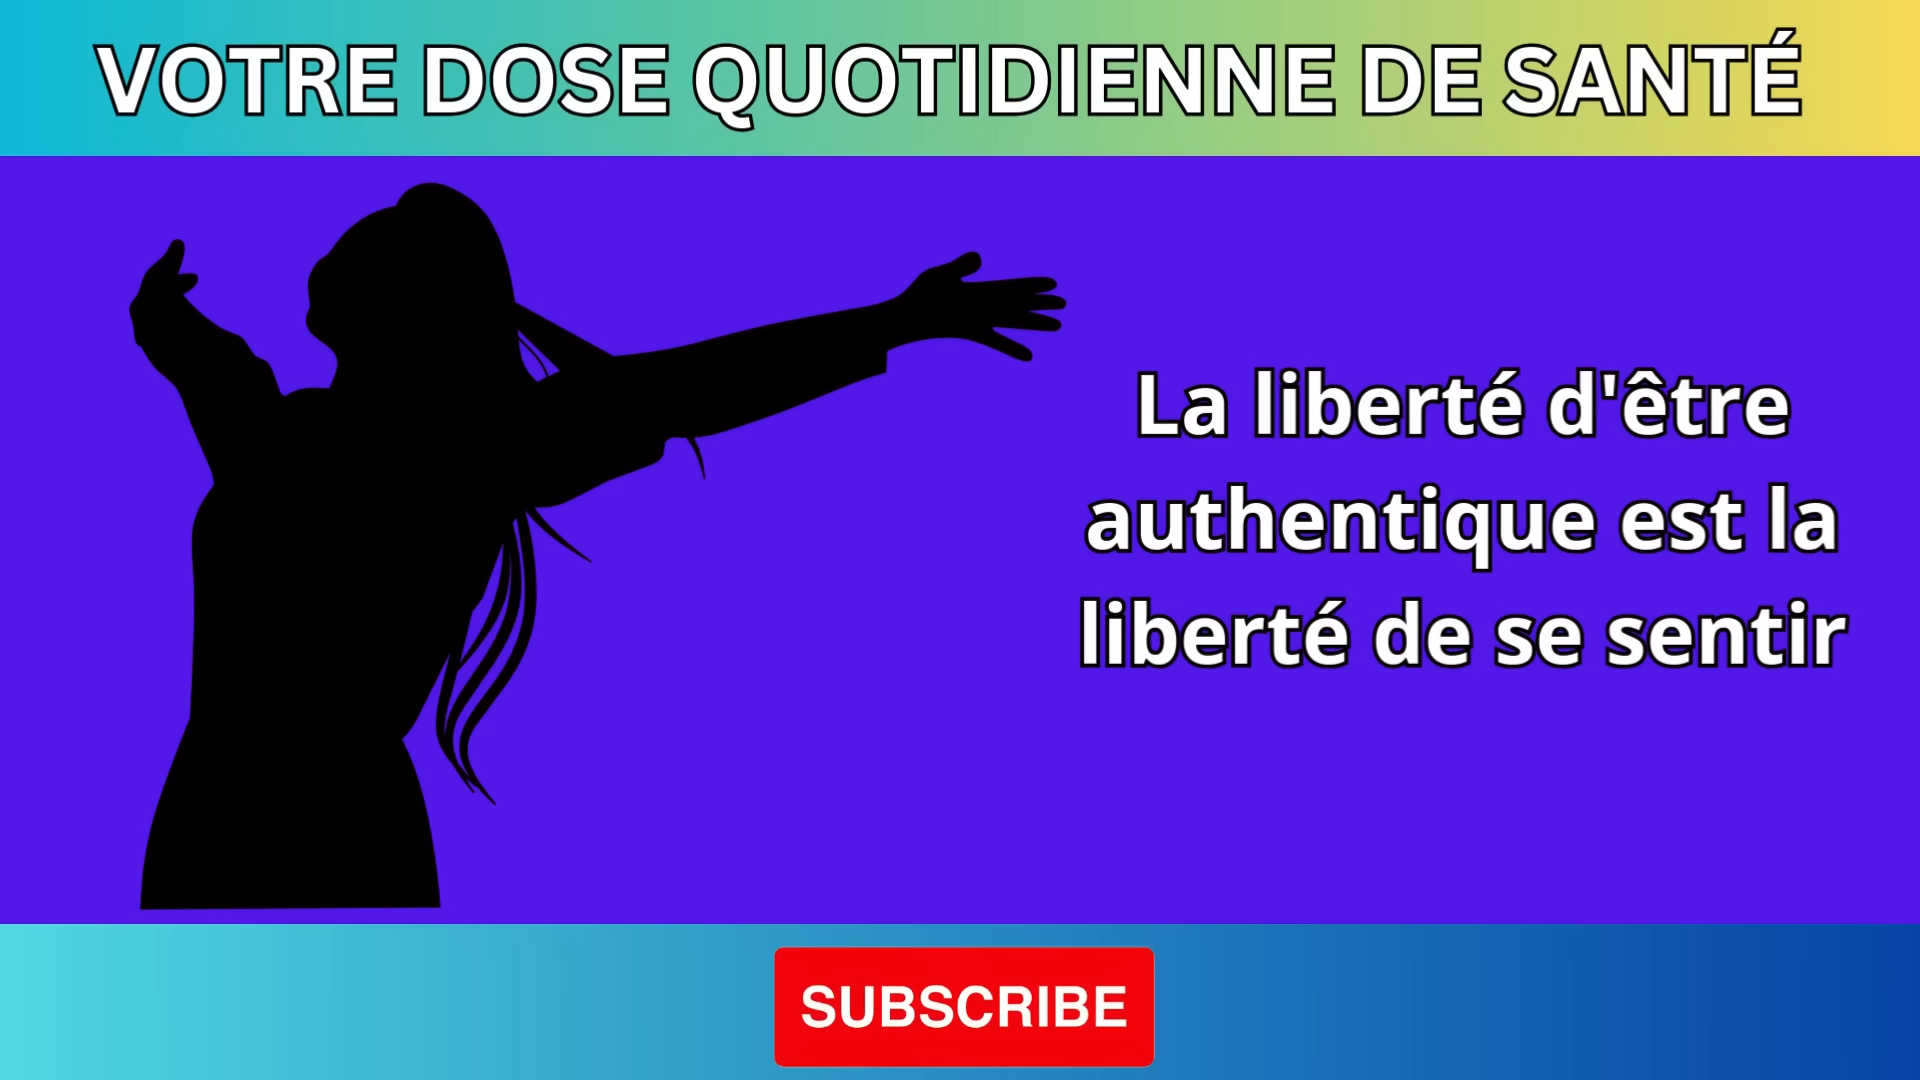 VOTRE DOSE QUOTIDIENNE DE SANTÉ
La liberté d'être
authentique est la
liberté de se sentir
SUBSCRIBE